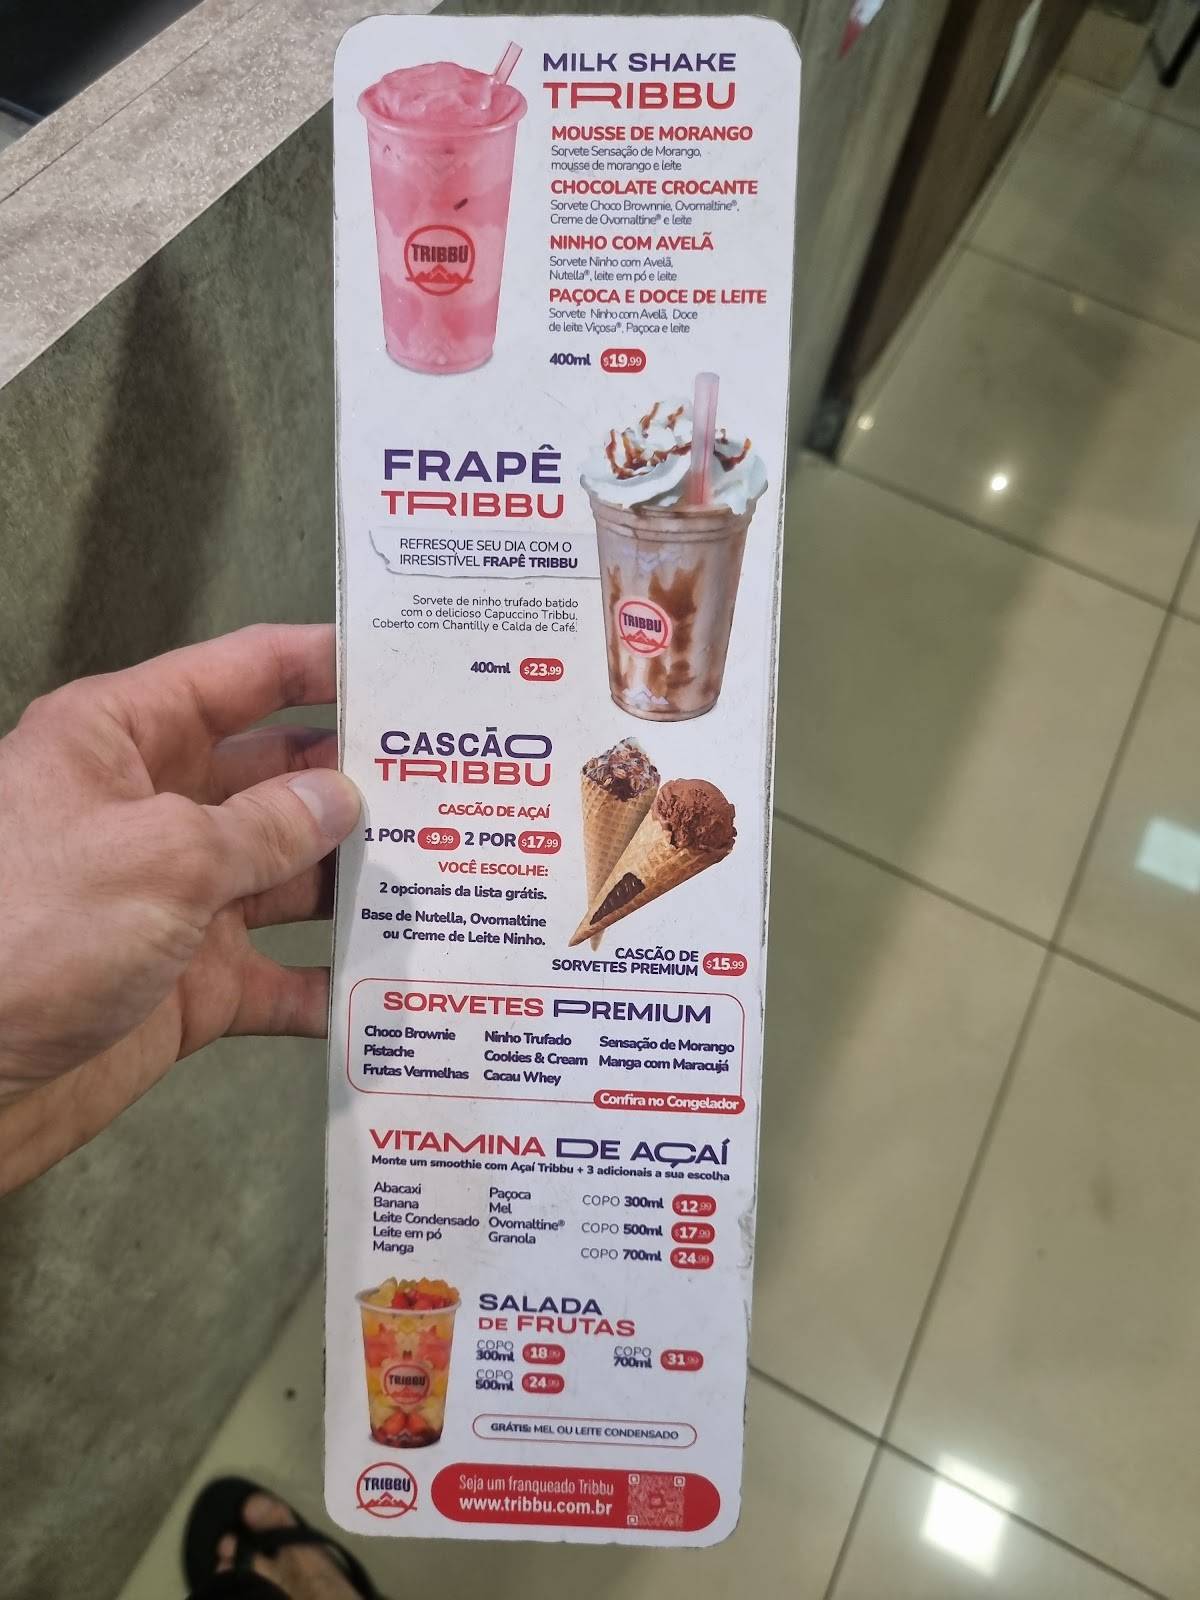 MILK SHAKE
TRIBBU
MOUSSE DE MORANGO
Sorvete Sensação de Morango,
mousse de morango e leite
CHOCOLATE CROCANTE
Sorvete Choco Brownnie, Ovomaltine®,
Creme de Ovomaltine® e leite
NINHO COM AVELÃ
Sorvete Ninho com Avelã,
Nutella®, leite em pó e leite
PAÇOCA E DOCE DE LEITE
Sorvete Ninho com Avelã, Doce
de leite Viçosa®, Paçoca e leite
400ml $19,99
TRIBBU
FRAPÊ
TRIBBU
REFRESQUE SEU DIA COM O
IRRESISTÍVEL FRAPÊ TRIBBU
Sorvete de ninho trufado batido
com o delicioso Capuccino Tribbu.
Coberto com Chantilly e Calda de Café.
400ml $23,99
TRIBBU
CASCÃO
TRIBBU
CASCÃO DE AÇAÍ
1 POR $9,99 2 POR $17,99
VOCÊ ESCOLHE:
2 opcionais da lista grátis.
Base de Nutella, Ovomaltine
ou Creme de Leite Ninho.
CASCÃO DE
SORVETES PREMIUM $15,99
SORVETES PREMIUM
Choco Brownie Ninho Trufado Sensação de Morango
Pistache Cookies & Cream Manga com Maracujá
Frutas Vermelhas Cacau Whey
Confira no Congelador
VITAMINA DE AÇAÍ
Monte um smoothie com Açaí Tribbu + 3 adicionais a sua escolha
Abacaxi
Banana
Leite Condensado
Leite em pó
Manga
Paçoca
Mel
Ovomaltine®
Granola
COPO 300ml $12,99
COPO 500ml $17,99
COPO 700ml $24,99
SALADA
DE FRUTAS
COPO
300ml $18,99
COPO
500ml $24,99
COPO
700ml $31,99
GRÁTIS: MEL OU LEITE CONDENSADO
TRIBBU
TRIBBU
Seja um franqueado Tribbu
www.tribbu.com.br